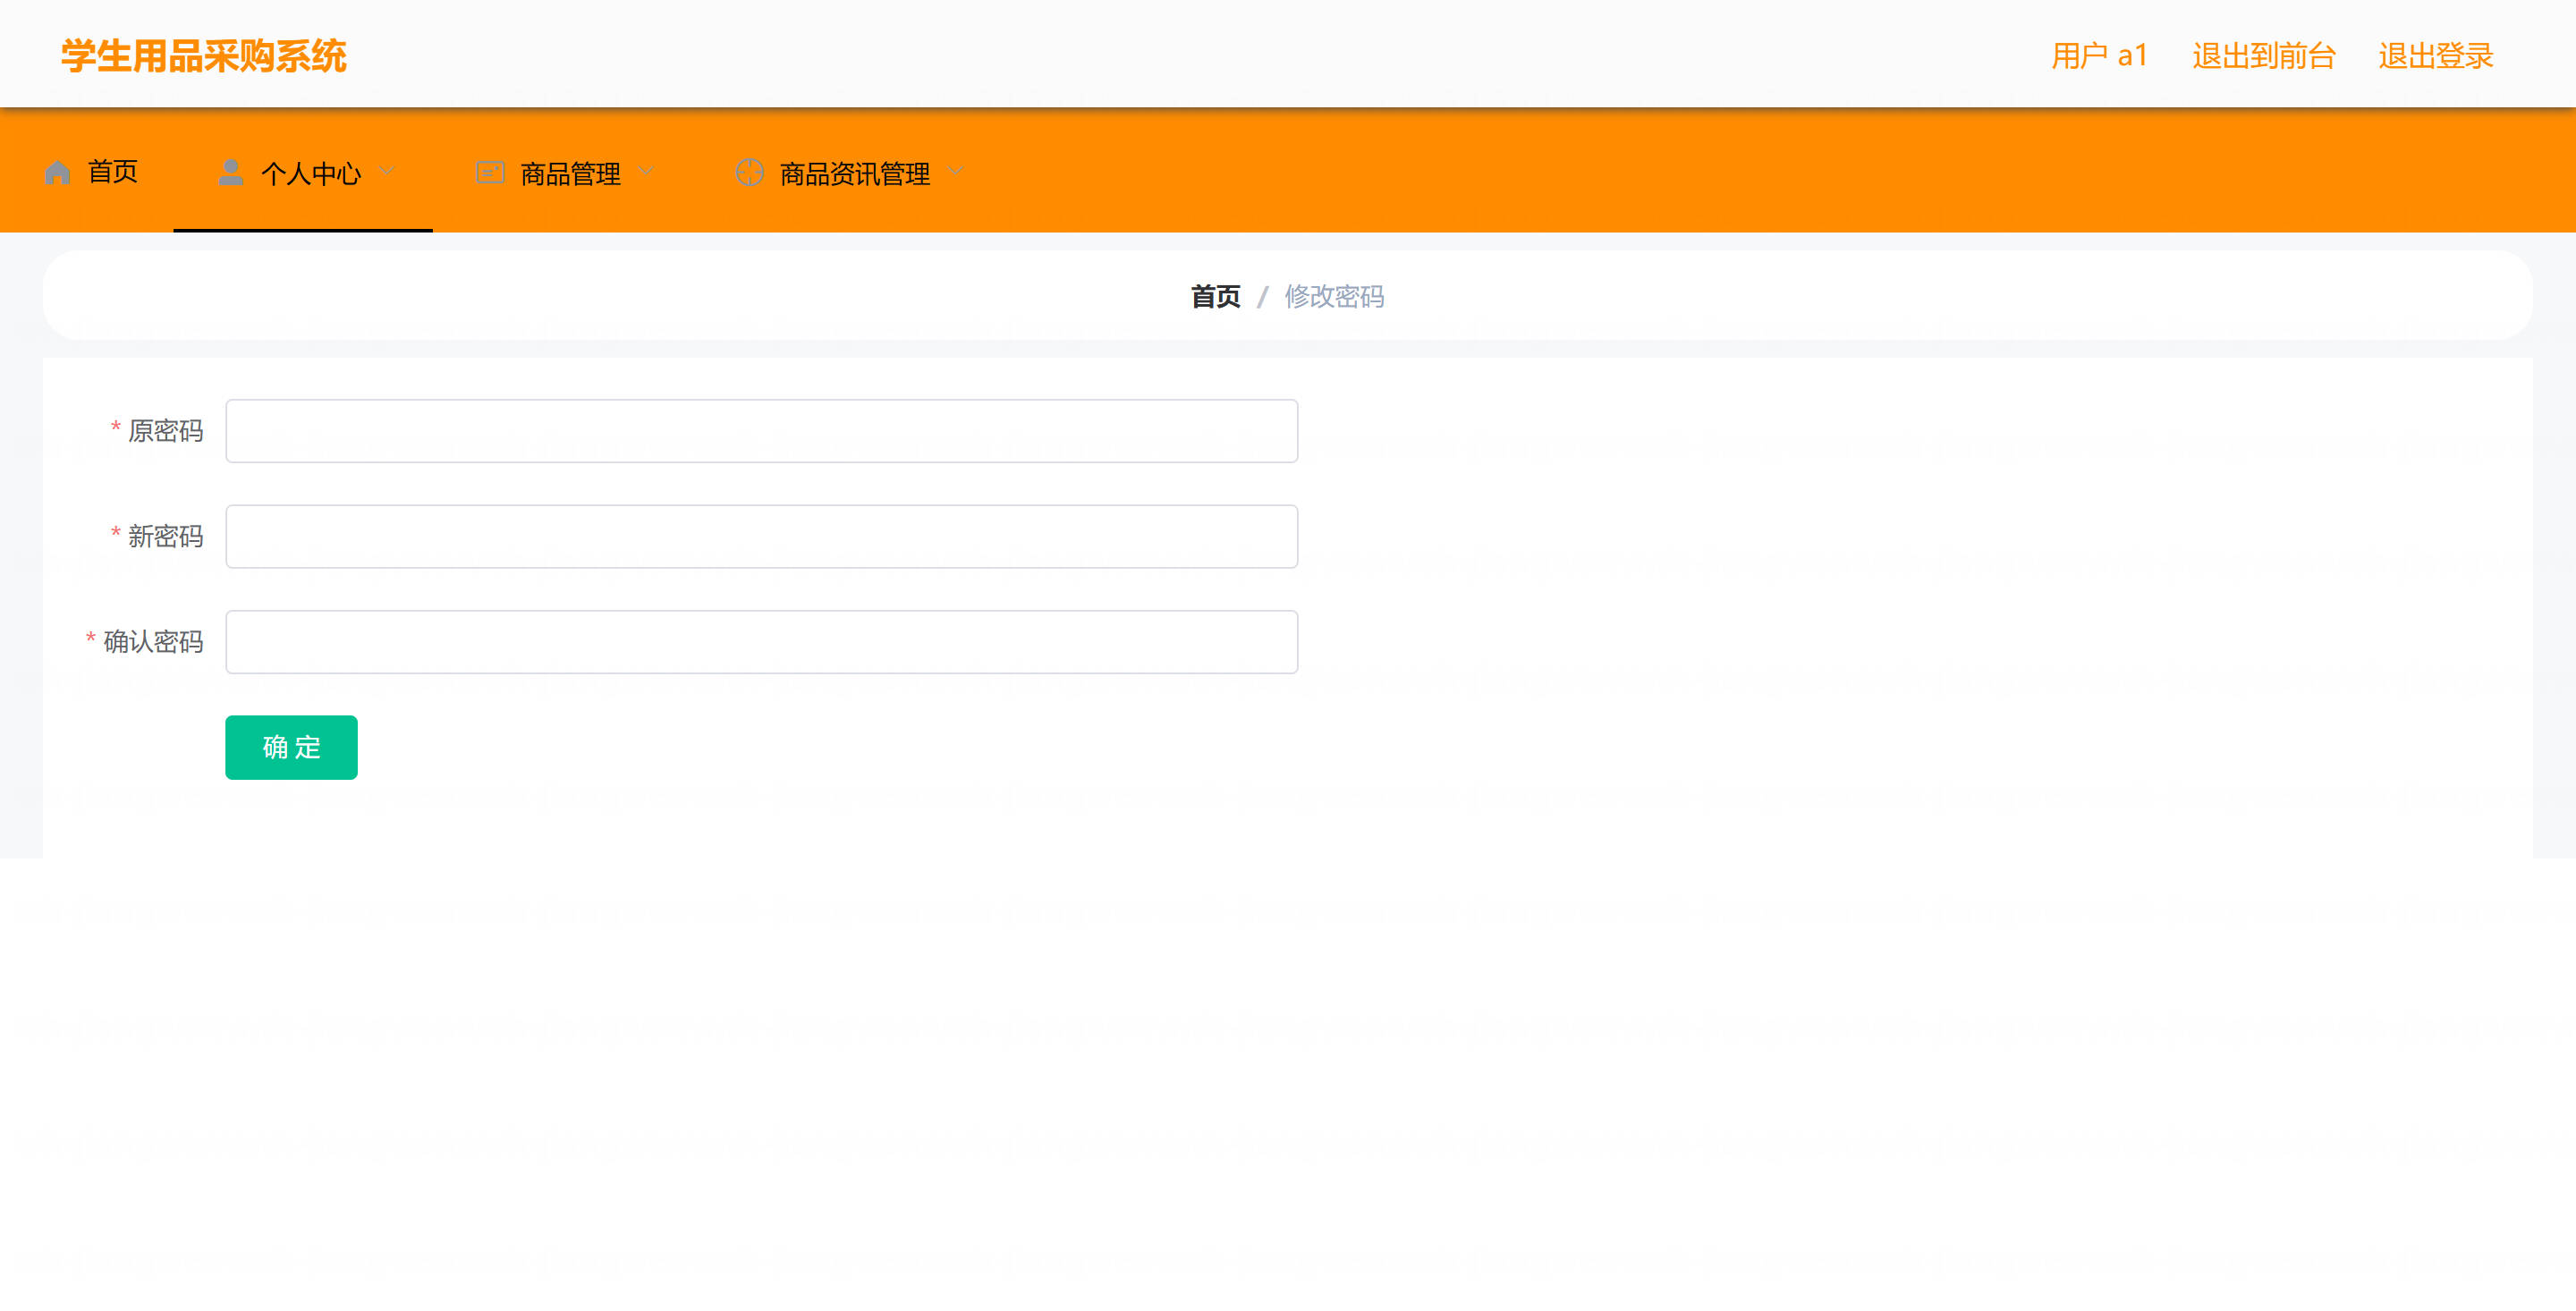 学生用品采购系统 用户 a1 退出到前台 退出登录
首页 个人中心 商品管理 商品资讯管理
首页 / 修改密码
* 原密码
* 新密码
* 确认密码
确 定